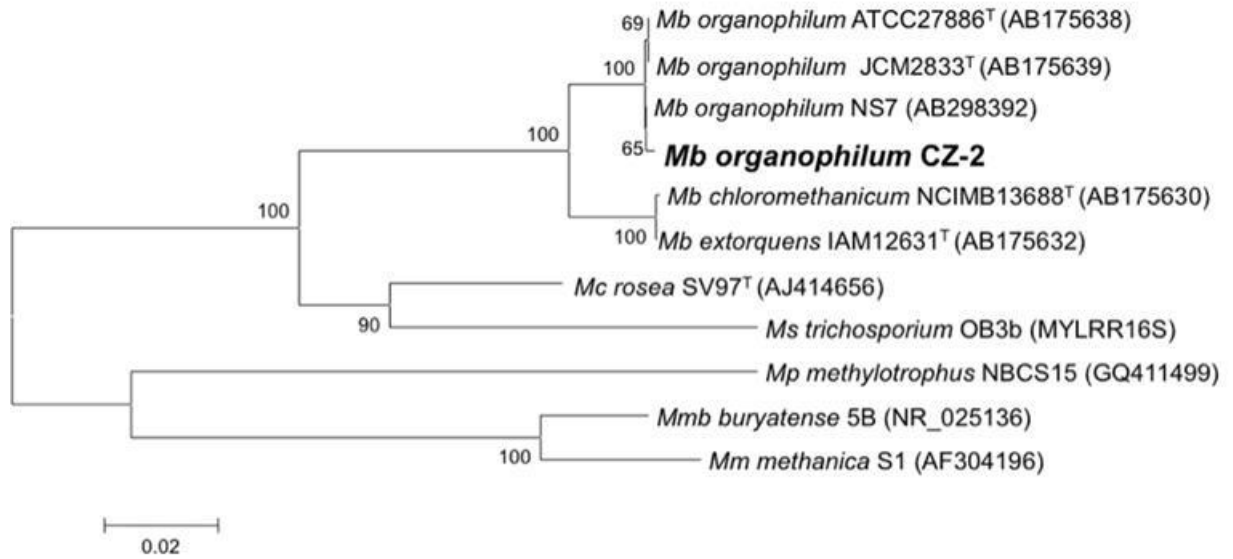 69 Mb organophilum ATCC27886ᵀ (AB175638)
100 Mb organophilum JCM2833ᵀ (AB175639)
Mb organophilum NS7 (AB298392)
100
65 Mb organophilum CZ-2
Mb chloromethanicum NCIMB13688ᵀ (AB175630)
100
100 Mb extorquens IAM12631ᵀ (AB175632)
Mc rosea SV97ᵀ (AJ414656)
90
Ms trichosporium OB3b (MYLRR16S)
Mp methylotrophus NBCS15 (GQ411499)
Mmb buryatense 5B (NR_025136)
100
Mm methanica S1 (AF304196)
0.02